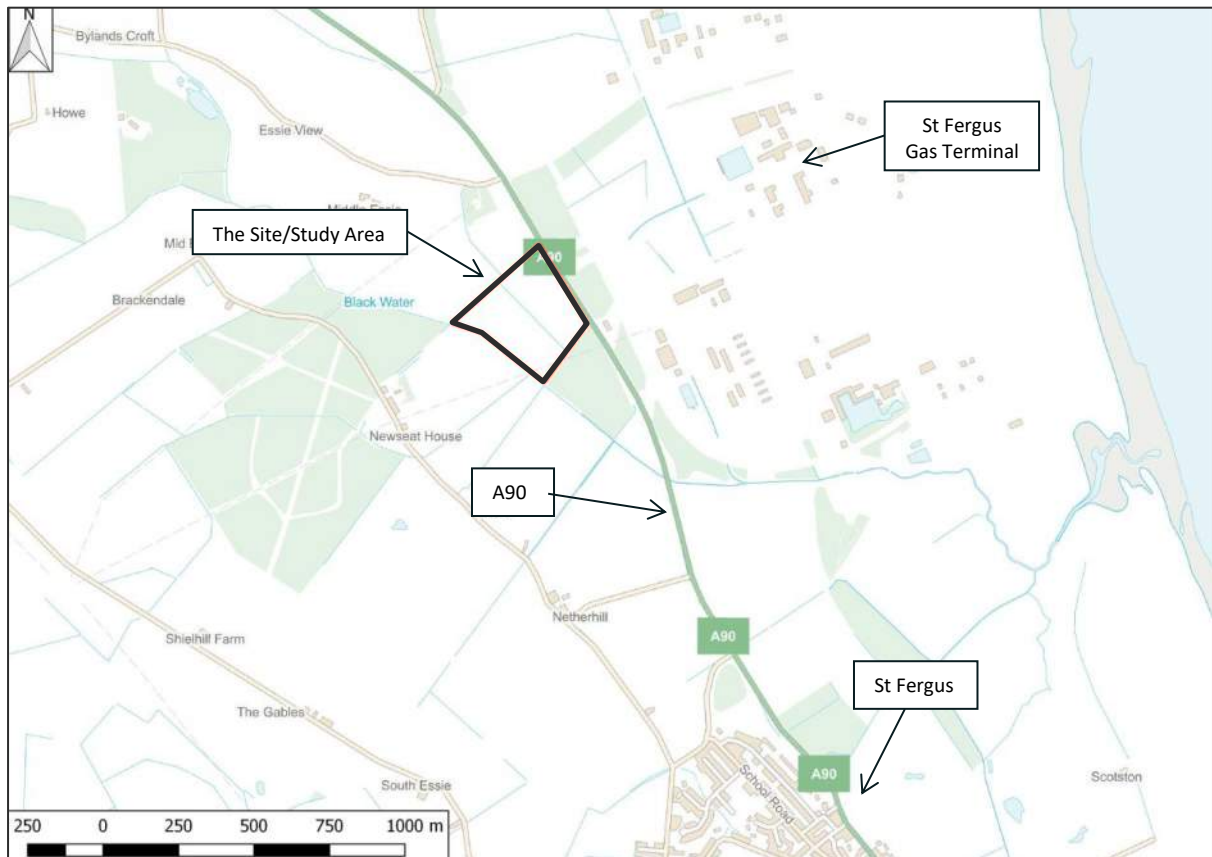 N
Bylands Croft
Howe
Essie View
St Fergus
Gas Terminal
The Site/Study Area
A90
Brackendale
Black Water
Newseat House
A90
Netherhill
A90
Shielhill Farm
St Fergus
The Gables
School Road
A90
Scotston
South Essie
250 0 250 500 750 1000 m